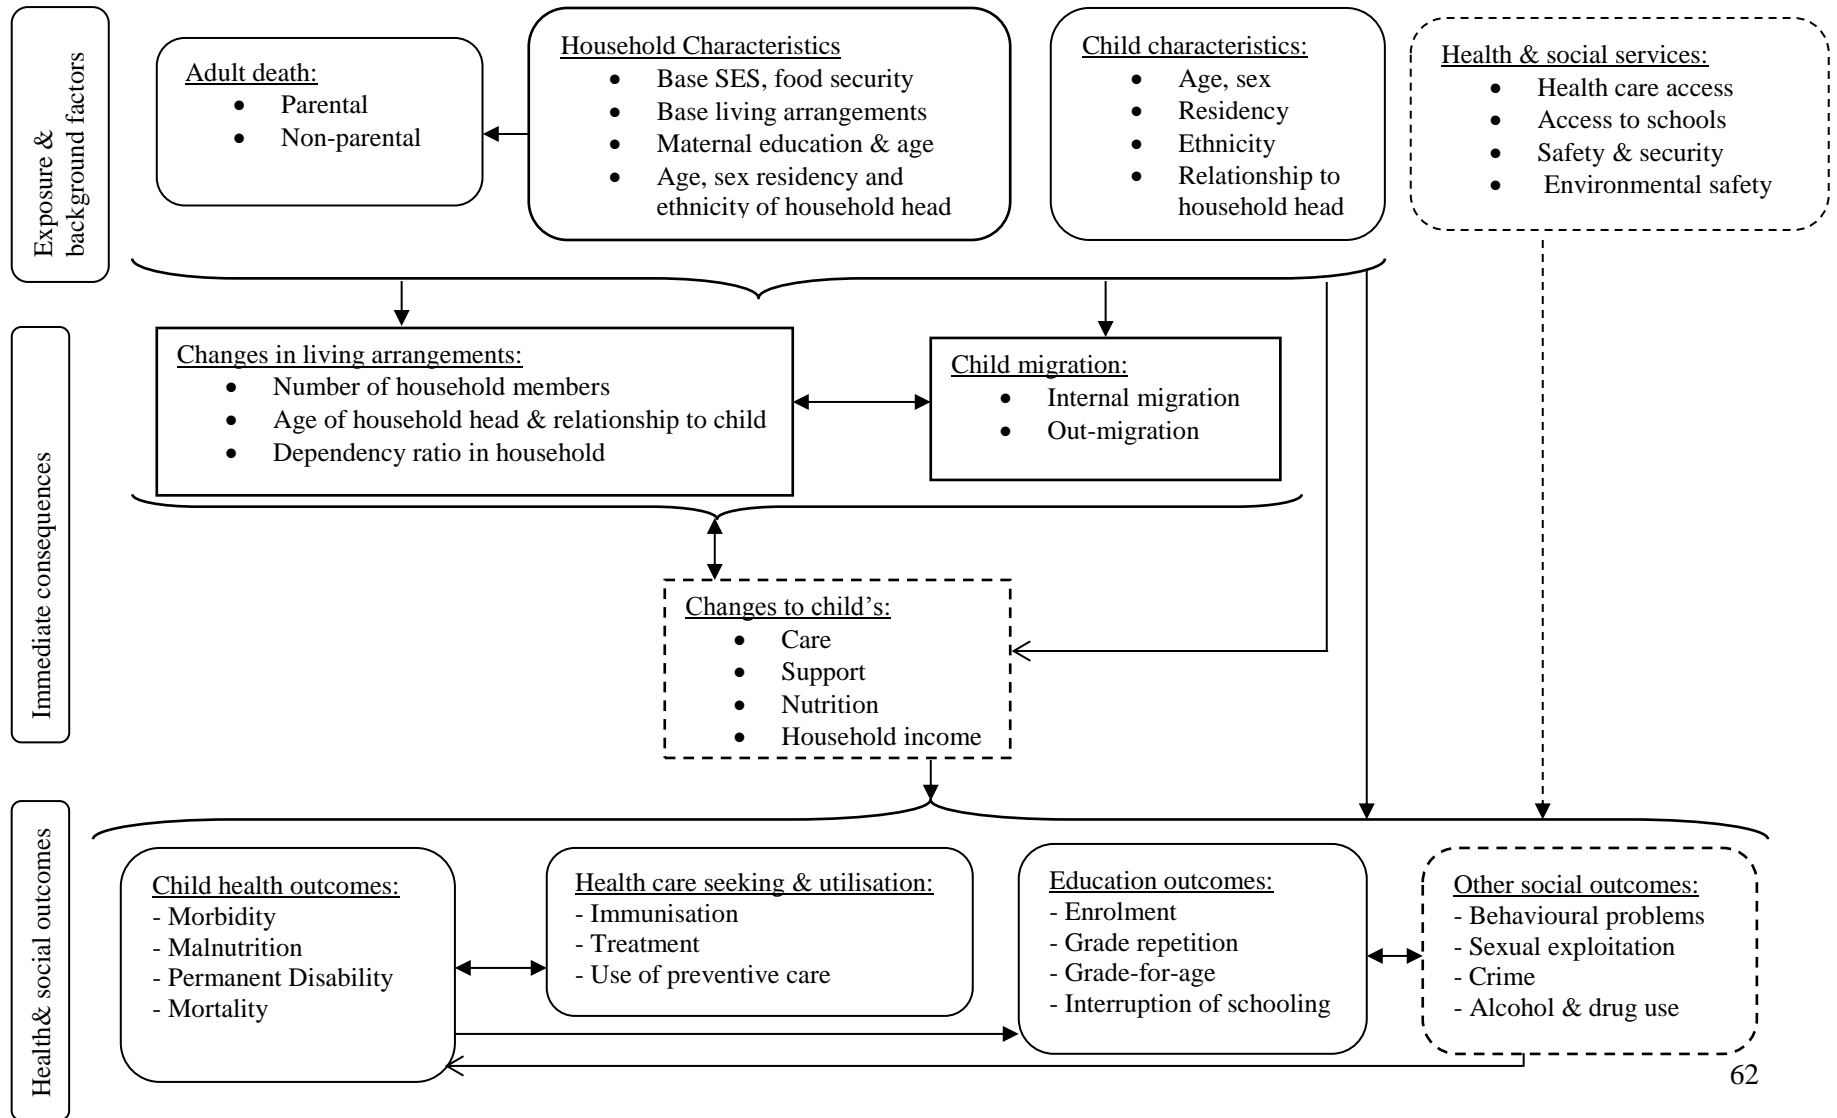 Exposure &
background factors
Adult death:
• Parental
• Non-parental
Household Characteristics
• Base SES, food security
• Base living arrangements
• Maternal education & age
• Age, sex residency and
ethnicity of household head
Child characteristics:
• Age, sex
• Residency
• Ethnicity
• Relationship to
household head
Health & social services:
• Health care access
• Access to schools
• Safety & security
• Environmental safety
Immediate consequences
Changes in living arrangements:
• Number of household members
• Age of household head & relationship to child
• Dependency ratio in household
Child migration:
• Internal migration
• Out-migration
Changes to child’s:
• Care
• Support
• Nutrition
• Household income
Health& social outcomes
Child health outcomes:
- Morbidity
- Malnutrition
- Permanent Disability
- Mortality
Health care seeking & utilisation:
- Immunisation
- Treatment
- Use of preventive care
Education outcomes:
- Enrolment
- Grade repetition
- Grade-for-age
- Interruption of schooling
Other social outcomes:
- Behavioural problems
- Sexual exploitation
- Crime
- Alcohol & drug use
62